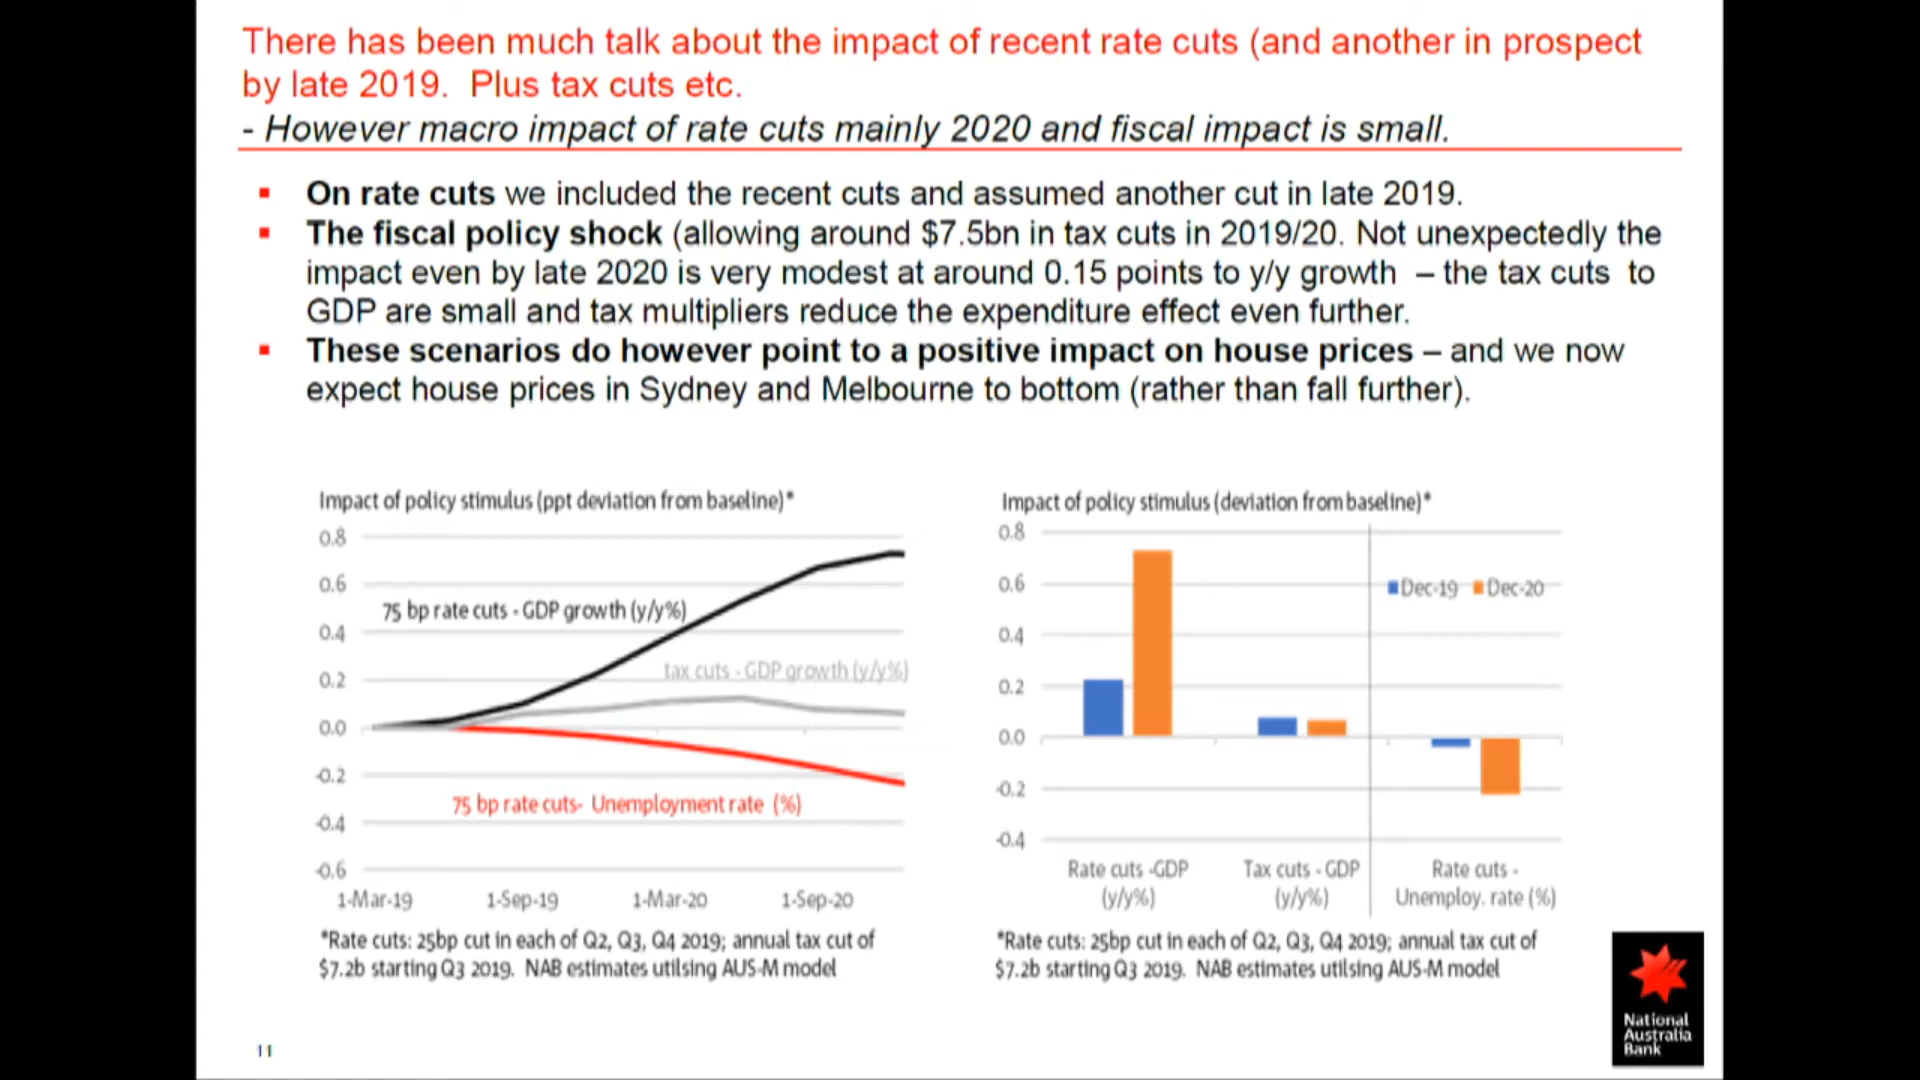 There has been much talk about the impact of recent rate cuts (and another in prospect
by late 2019.  Plus tax cuts etc.
- However macro impact of rate cuts mainly 2020 and fiscal impact is small.
▪ On rate cuts we included the recent cuts and assumed another cut in late 2019.
▪ The fiscal policy shock (allowing around $7.5bn in tax cuts in 2019/20. Not unexpectedly the
impact even by late 2020 is very modest at around 0.15 points to y/y growth – the tax cuts to
GDP are small and tax multipliers reduce the expenditure effect even further.
▪ These scenarios do however point to a positive impact on house prices – and we now
expect house prices in Sydney and Melbourne to bottom (rather than fall further).
Impact of policy stimulus (ppt deviation from baseline)*
0.8
0.6
75 bp rate cuts - GDP growth (y/y%)
0.4
tax cuts - GDP growth (y/y%)
0.2
0.0
-0.2
75 bp rate cuts- Unemployment rate (%)
-0.4
-0.6
1-Mar-19 1-Sep-19 1-Mar-20 1-Sep-20
*Rate cuts: 25bp cut in each of Q2, Q3, Q4 2019; annual tax cut of
$7.2b starting Q3 2019. NAB estimates utilsing AUS-M model
Impact of policy stimulus (deviation from baseline)*
0.8
0.6
Dec-19 Dec-20
0.4
0.2
0.0
-0.2
-0.4
Rate cuts -GDP
(y/y%)
Tax cuts - GDP
(y/y%)
Rate cuts -
Unemploy. rate (%)
*Rate cuts: 25bp cut in each of Q2, Q3, Q4 2019; annual tax cut of
$7.2b starting Q3 2019. NAB estimates utilsing AUS-M model
National
Australia
Bank
11